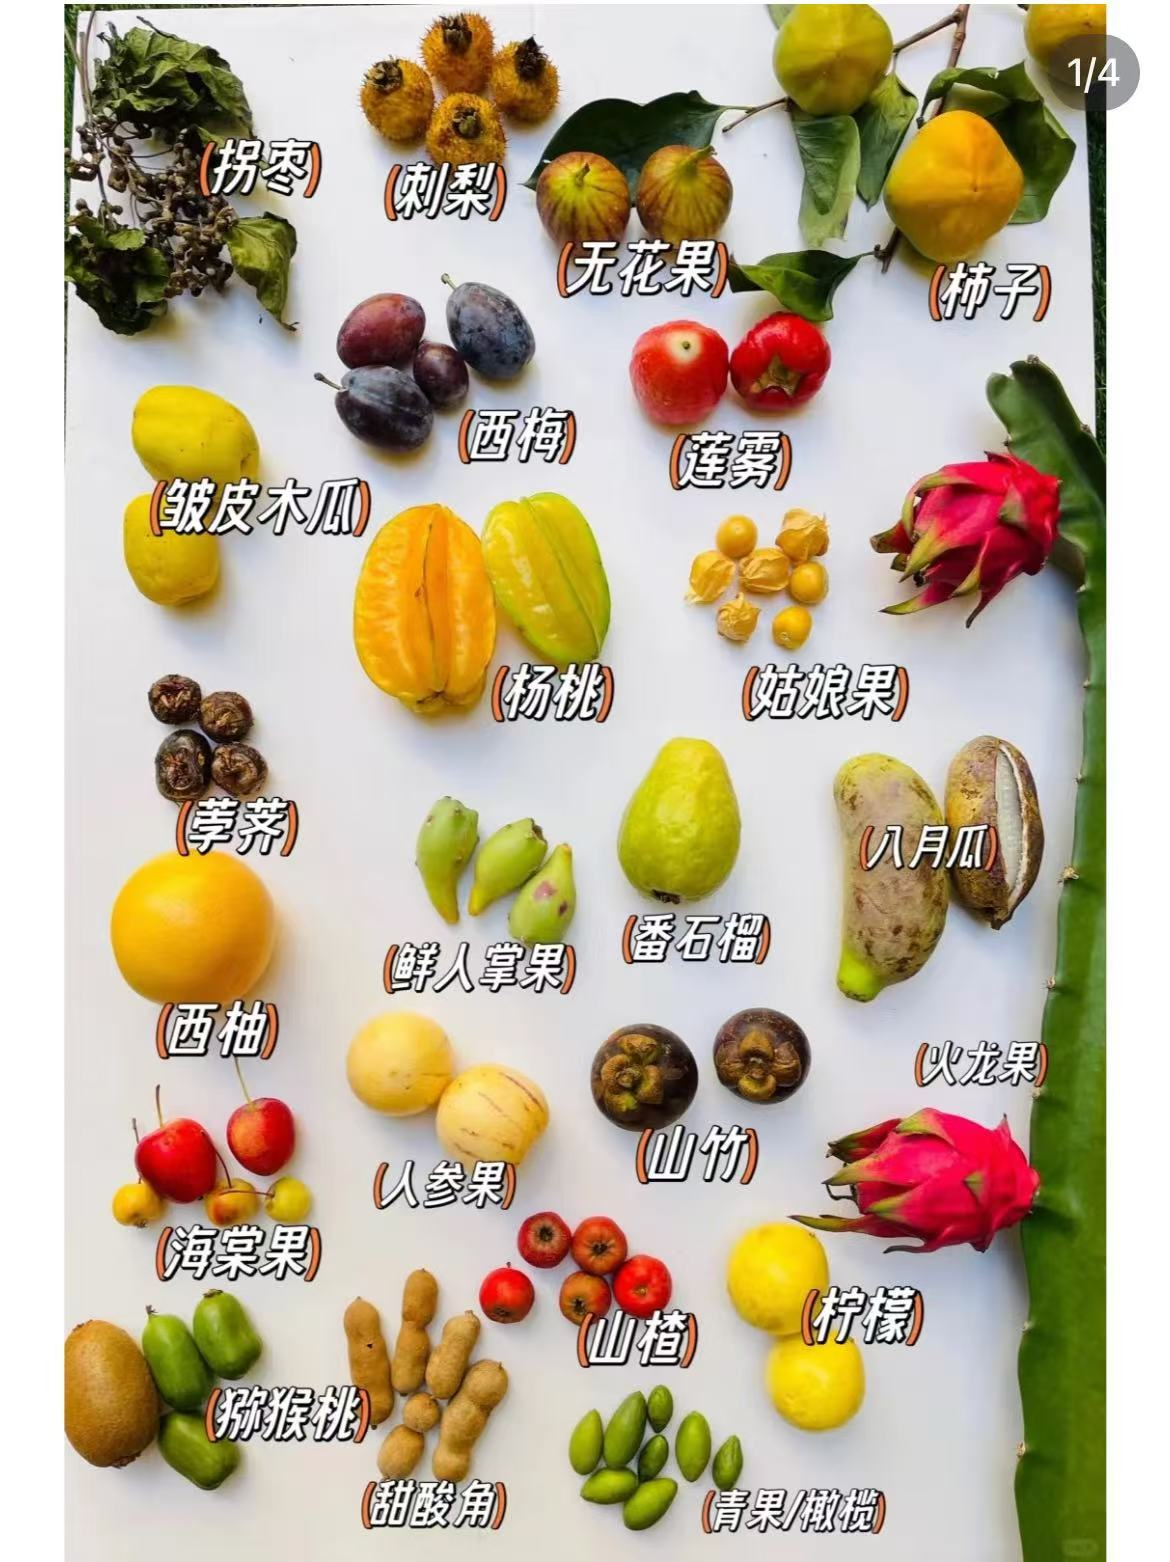 1/4
(拐枣)
(刺梨)
(无花果)
(柿子)
(西梅)
(莲雾)
(皱皮木瓜)
(杨桃)
(姑娘果)
(荸荠)
(八月瓜)
(鲜人掌果)
(番石榴)
(西柚)
(火龙果)
(人参果)
(山竹)
(海棠果)
(山楂)
(柠檬)
(猕猴桃)
(甜酸角)
(青果/橄榄)